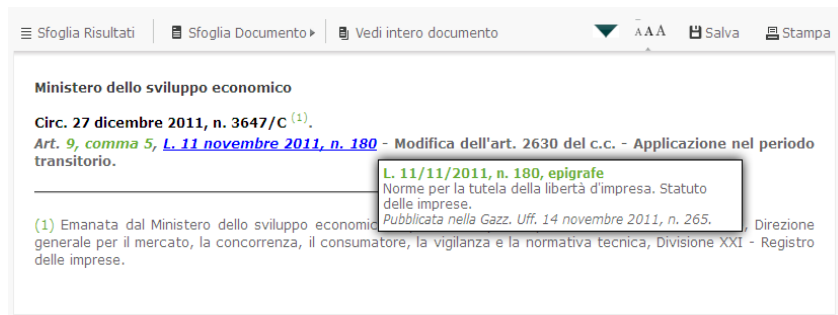 Sfoglia Risultati Sfoglia Documento Vedi intero documento A A A Salva Stampa
Ministero dello sviluppo economico
Circ. 27 dicembre 2011, n. 3647/C (1).
Art. 9, comma 5, L. 11 novembre 2011, n. 180 - Modifica dell'art. 2630 del c.c. - Applicazione nel periodo
transitorio.
L. 11/11/2011, n. 180, epigrafe
Norme per la tutela della libertà d'impresa. Statuto
delle imprese.
Pubblicata nella Gazz. Uff. 14 novembre 2011, n. 265.
(1) Emanata dal Ministero dello sviluppo economic , Direzione
generale per il mercato, la concorrenza, il consumatore, la vigilanza e la normativa tecnica, Divisione XXI - Registro
delle imprese.